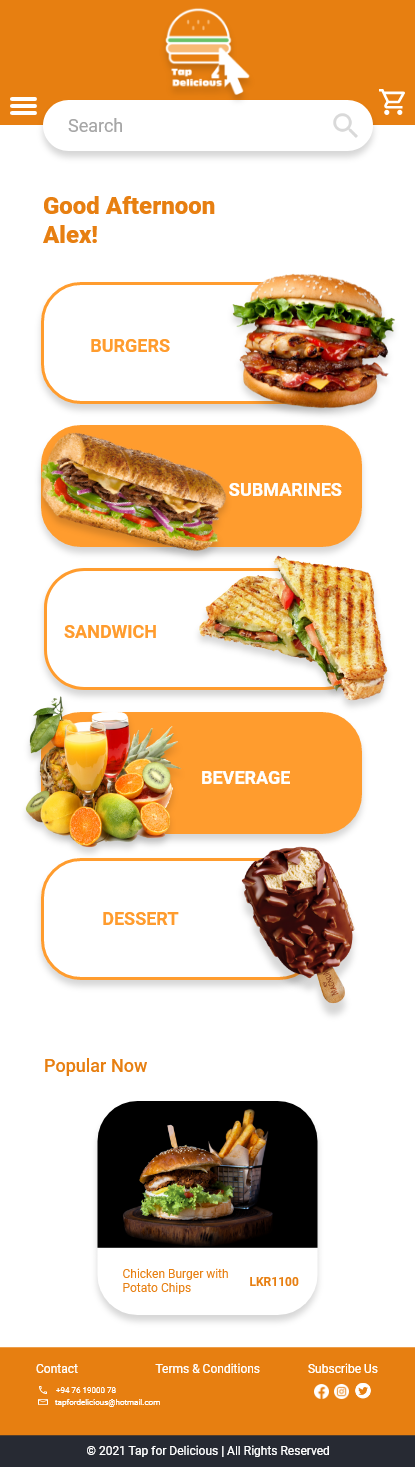 Tap
Delicious
Search
Good Afternoon
Alex!
BURGERS
SUBMARINES
SANDWICH
BEVERAGE
DESSERT
Popular Now
Chicken Burger with
Potato Chips
LKR1100
Contact
Terms & Conditions
Subscribe Us
+94 76 19000 78
tapfordelicious@hotmail.com
© 2021 Tap for Delicious | All Rights Reserved